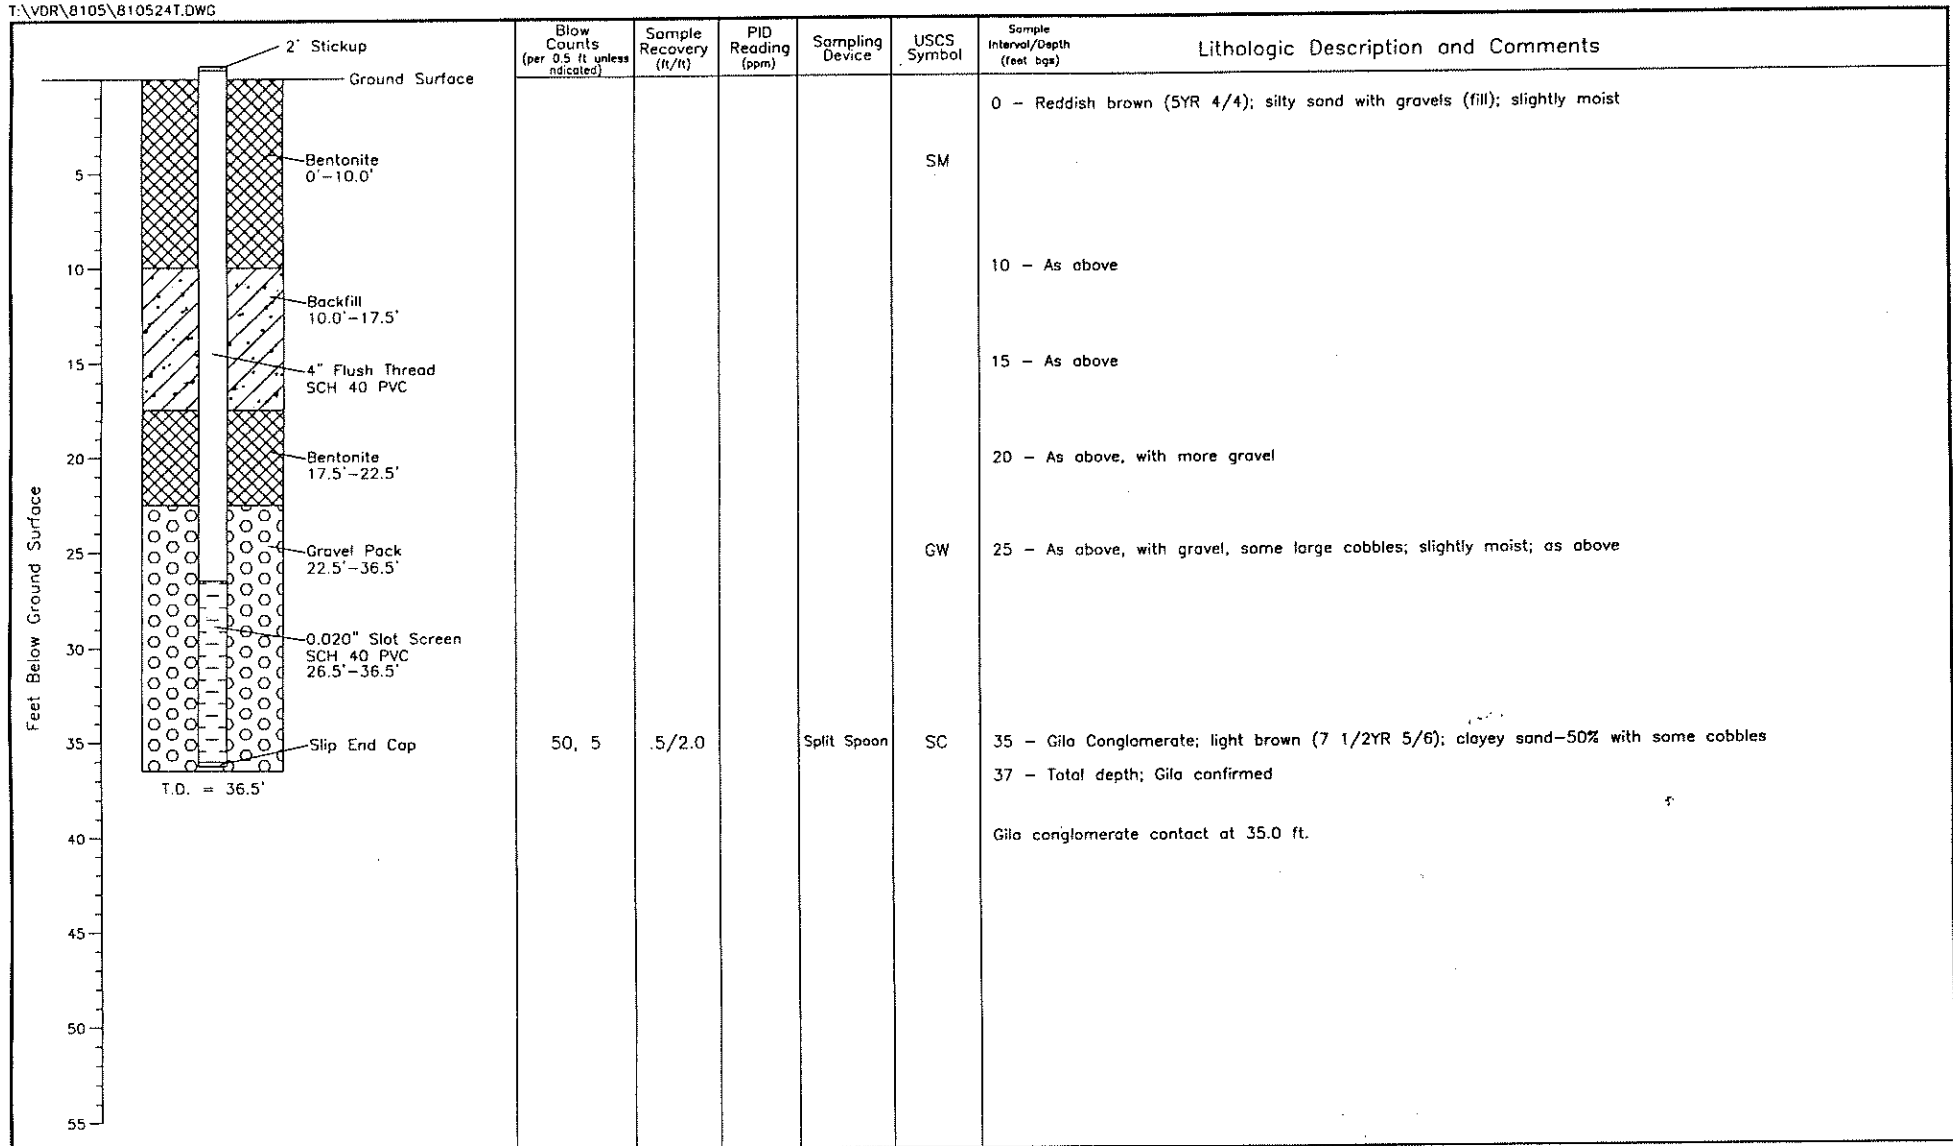 T:\VDR\8105\810524T.DWG
Blow
Counts
(per 0.5 ft unless
ndicated)
Sample
Recovery
(ft/ft)
PID
Reading
(ppm)
Sampling
Device
USCS
Symbol
Sample
Interval/Depth
(feet bgs)
Lithologic Description and Comments
2' Stickup
Ground Surface
0 – Reddish brown (5YR 4/4); silty sand with gravels (fill); slightly moist
Bentonite
0'–10.0'
SM
5
10
10 – As above
Backfill
10.0'–17.5'
15
15 – As above
4" Flush Thread
SCH 40 PVC
Bentonite
17.5'–22.5'
20
20 – As above, with more gravel
Feet Below Ground Surface
Gravel Pack
22.5'–36.5'
25
GW
25 – As above, with gravel, some large cobbles; slightly moist; as above
0.020" Slot Screen
SCH 40 PVC
26.5'–36.5'
30
35
Slip End Cap
50, 5
.5/2.0
Split Spoon
SC
35 – Gila Conglomerate; light brown (7 1/2YR 5/6); clayey sand–50% with some cobbles
37 – Total depth; Gila confirmed
T.D. = 36.5'
40
Gila conglomerate contact at 35.0 ft.
45
50
55